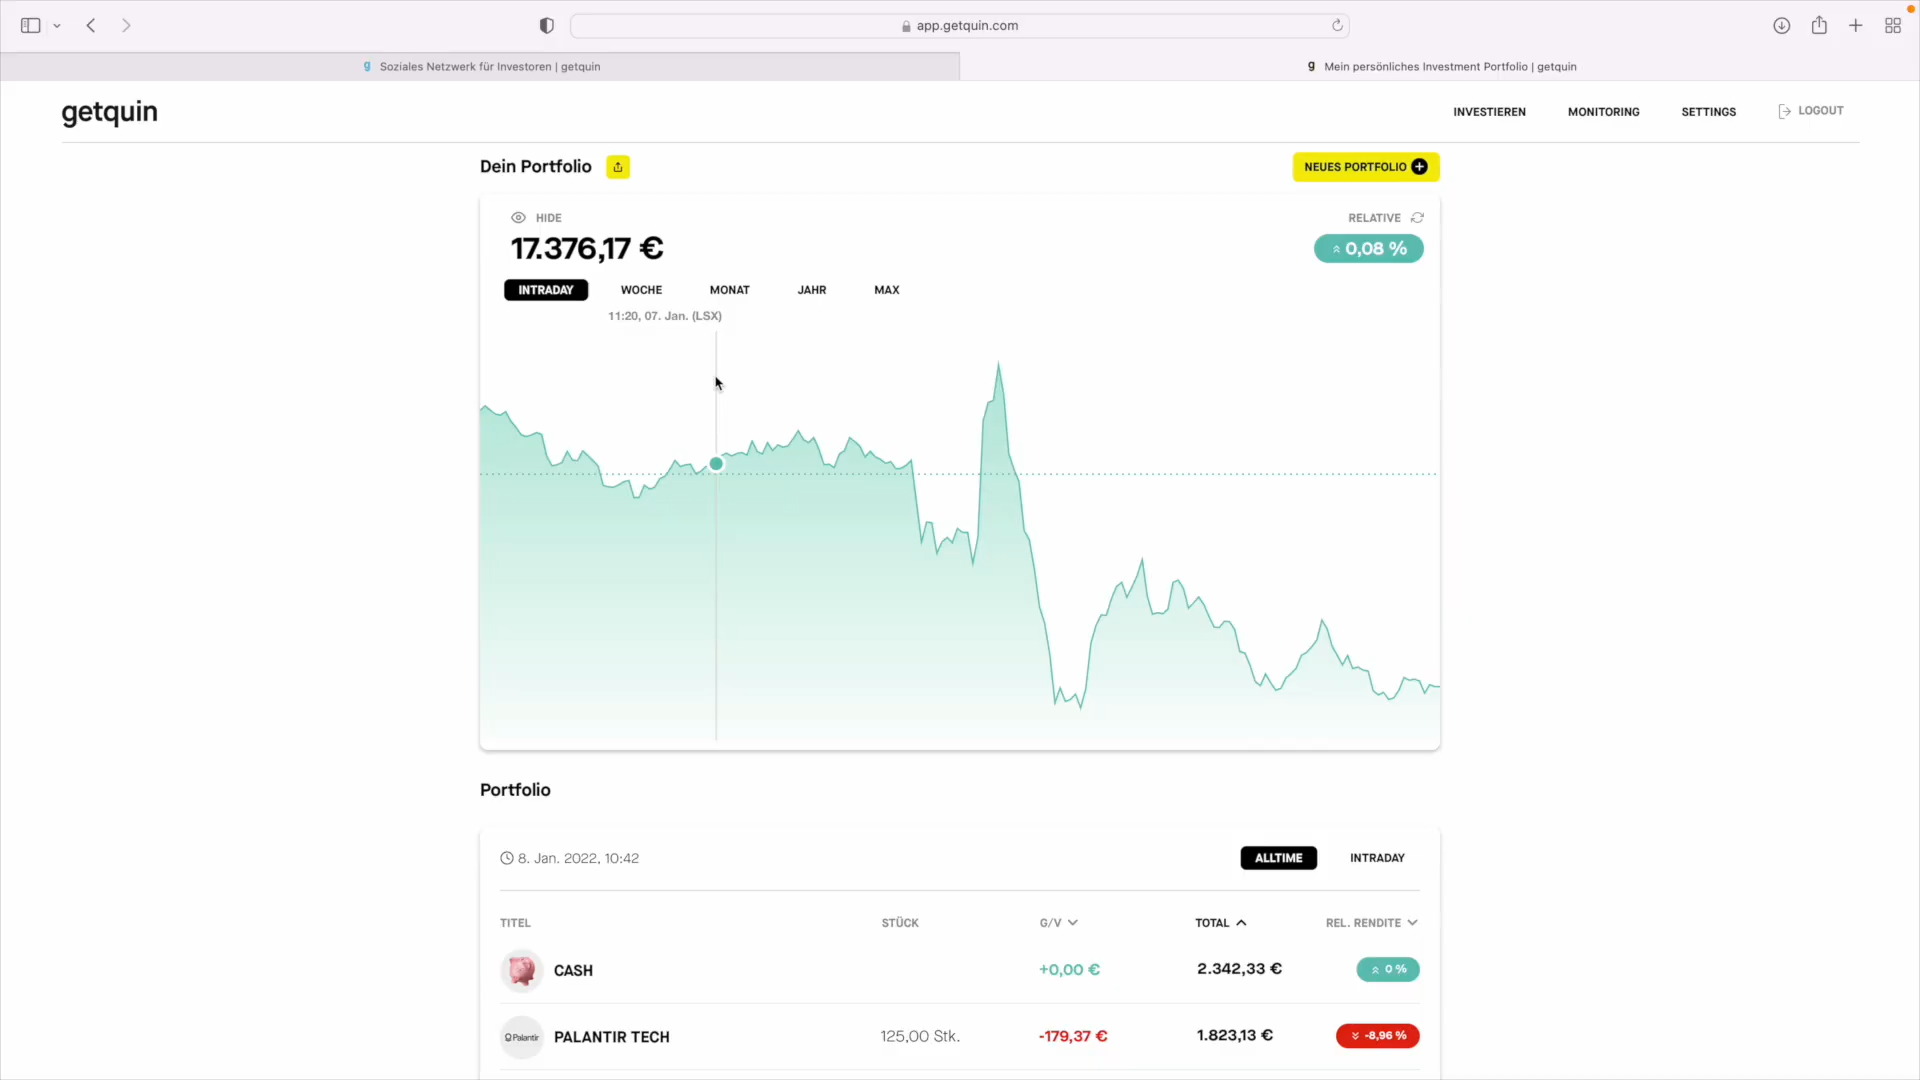 app.getquin.com
g Soziales Netzwerk für Investoren | getquin
g Mein persönliches Investment Portfolio | getquin
getquin
INVESTIEREN
MONITORING
SETTINGS
LOGOUT
Dein Portfolio
NEUES PORTFOLIO
HIDE
RELATIVE
17.376,17 €
0,08 %
INTRADAY
WOCHE
MONAT
JAHR
MAX
11:20, 07. Jan. (LSX)
Portfolio
8. Jan. 2022, 10:42
ALLTIME
INTRADAY
TITEL
STÜCK
G/V
TOTAL
REL. RENDITE
CASH
+0,00 €
2.342,33 €
0 %
Palantir
PALANTIR TECH
125,00 Stk.
-179,37 €
1.823,13 €
-8,96 %